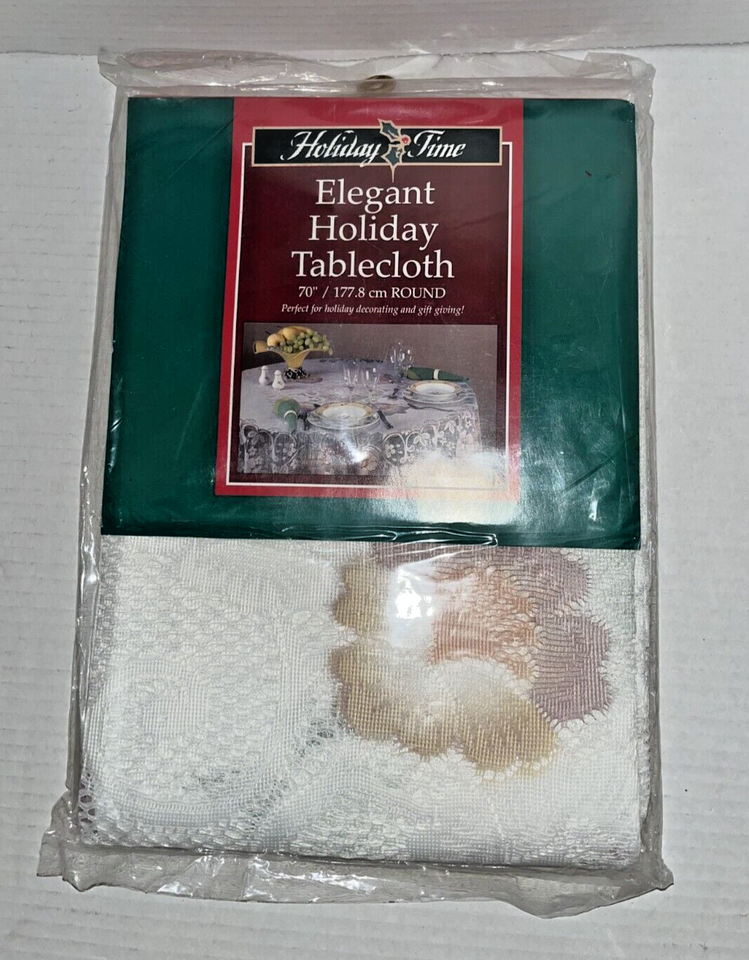 Holiday Time
Elegant
Holiday
Tablecloth
70" / 177.8 cm ROUND
Perfect for holiday decorating and gift giving!